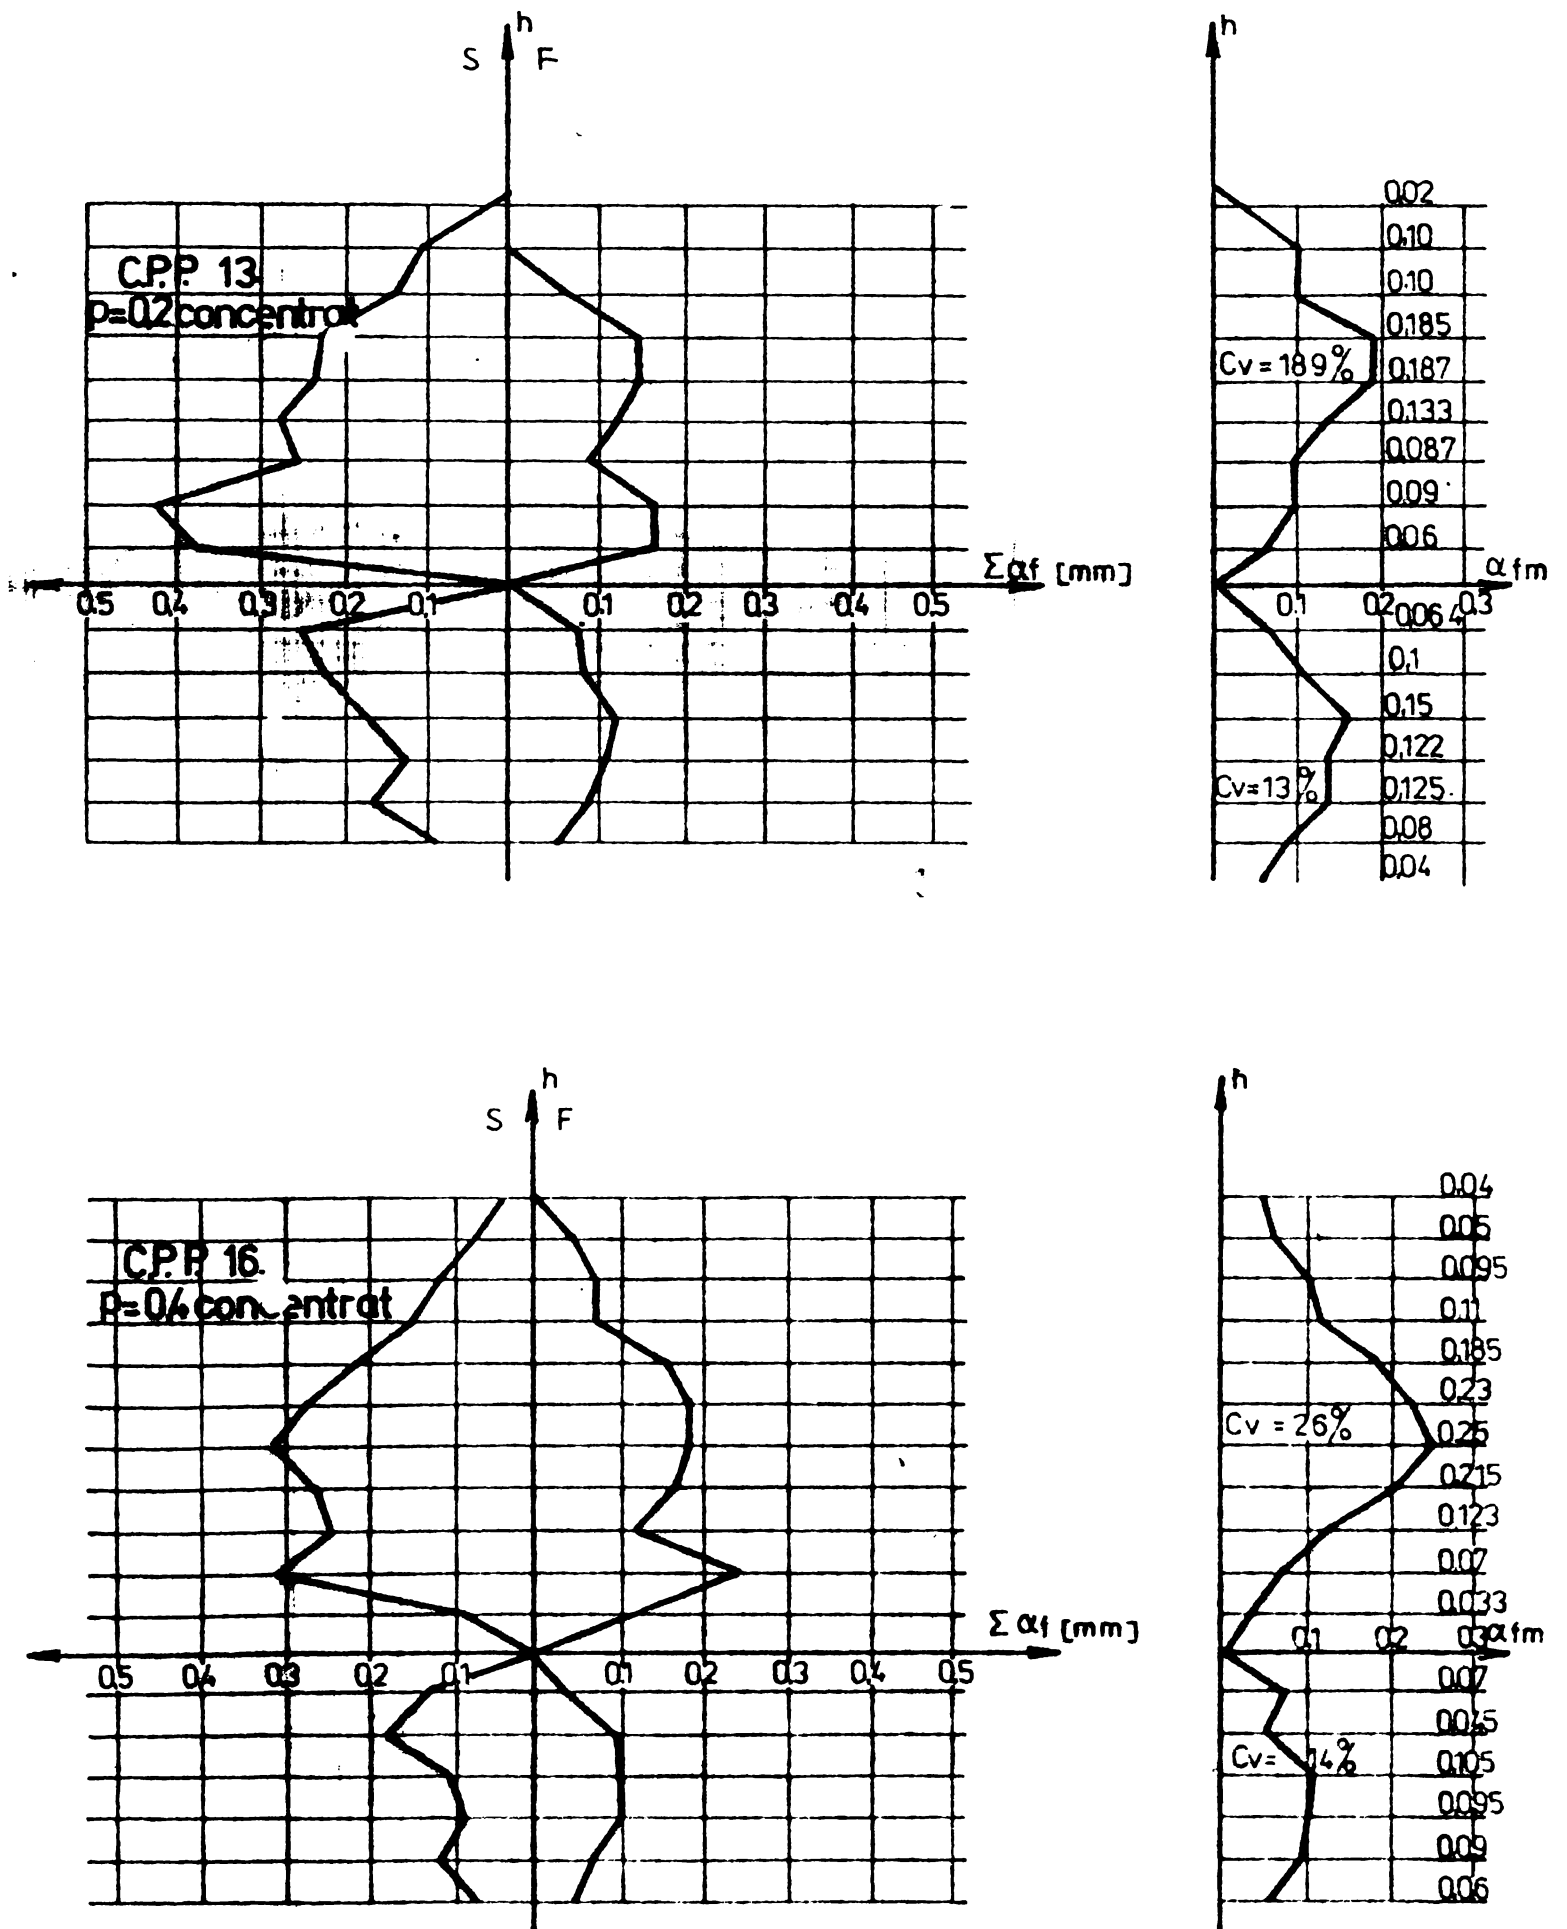 h
S F
C.P.P. 13.
p=0.2 concentrat
Σ αf [mm]
0.5 0.4 0.3 0.2 0.1 0.1 0.2 0.3 0.4 0.5
h
0.02
0.10
0.10
0.185
Cv = 18.9%
0.187
0.133
0.087
0.09
0.06
α fm
0.1 0.2 0.3
0.064
0.1
0.15
0.122
Cv=13%
0.125
0.08
0.04
h
S F
C.P.P. 16.
p=0.4 concentrat
Σ αf [mm]
0.5 0.4 0.3 0.2 0.1 0.1 0.2 0.3 0.4 0.5
h
0.04
0.05
0.095
0.11
0.185
0.23
Cv = 26%
0.25
0.215
0.123
0.07
0.033
0.1 0.2 0.3 α fm
0.07
0.045
Cv= 14%
0.105
0.095
0.09
0.06